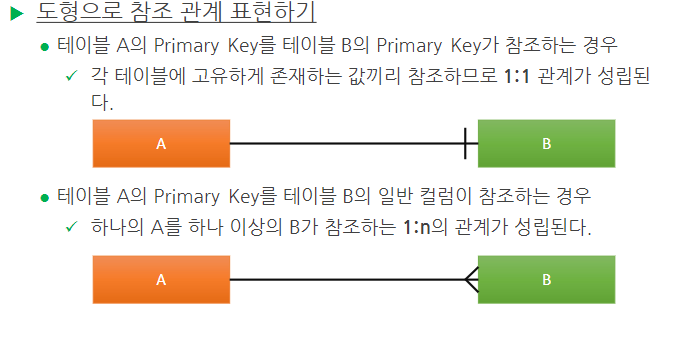 도형으로 참조 관계 표현하기
테이블 A의 Primary Key를 테이블 B의 Primary Key가 참조하는 경우
각 테이블에 고유하게 존재하는 값끼리 참조하므로 1:1 관계가 성립된
다.
A B
테이블 A의 Primary Key를 테이블 B의 일반 컬럼이 참조하는 경우
하나의 A를 하나 이상의 B가 참조하는 1:n의 관계가 성립된다.
A B